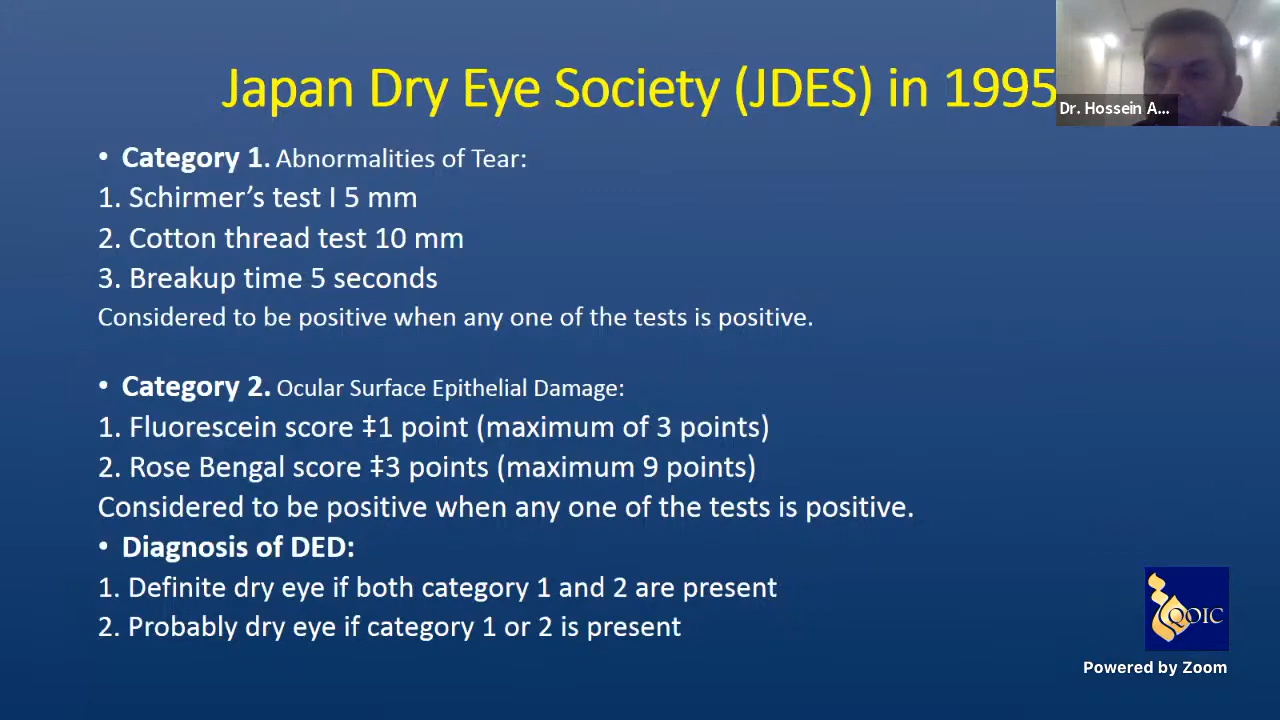 Japan Dry Eye Society (JDES) in 1995
Dr. Hossein A...
• Category 1. Abnormalities of Tear:
1. Schirmer’s test I 5 mm
2. Cotton thread test 10 mm
3. Breakup time 5 seconds
Considered to be positive when any one of the tests is positive.
• Category 2. Ocular Surface Epithelial Damage:
1. Fluorescein score ‡1 point (maximum of 3 points)
2. Rose Bengal score ‡3 points (maximum 9 points)
Considered to be positive when any one of the tests is positive.
• Diagnosis of DED:
1. Definite dry eye if both category 1 and 2 are present
2. Probably dry eye if category 1 or 2 is present
QOIC
Powered by Zoom